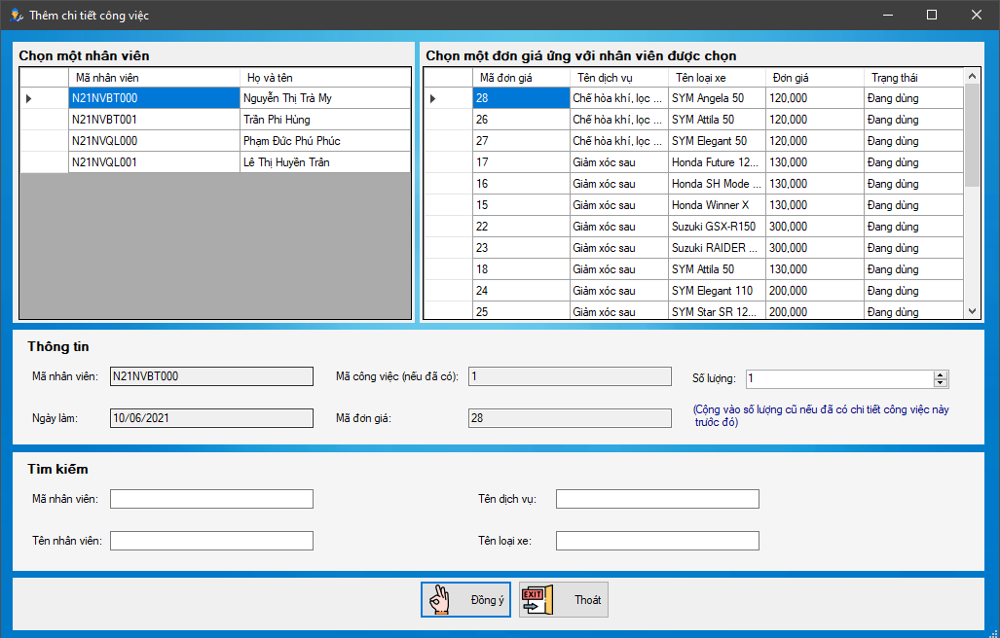 Thêm chi tiết công việc
Chọn một nhân viên
Mã nhân viên Họ và tên
N21NVBT000 Nguyễn Thị Trà My
N21NVBT001 Trần Phi Hùng
N21NVQL000 Phạm Đức Phú Phúc
N21NVQL001 Lê Thị Huyền Trân
Chọn một đơn giá ứng với nhân viên được chọn
Mã đơn giá Tên dịch vụ Tên loại xe Đơn giá Trạng thái
28 Chế hòa khí, lọc ... SYM Angela 50 120,000 Đang dùng
26 Chế hòa khí, lọc ... SYM Attila 50 120,000 Đang dùng
27 Chế hòa khí, lọc ... SYM Elegant 50 120,000 Đang dùng
17 Giảm xóc sau Honda Future 12... 130,000 Đang dùng
16 Giảm xóc sau Honda SH Mode ... 130,000 Đang dùng
15 Giảm xóc sau Honda Winner X 130,000 Đang dùng
22 Giảm xóc sau Suzuki GSX-R150 300,000 Đang dùng
23 Giảm xóc sau Suzuki RAIDER ... 300,000 Đang dùng
18 Giảm xóc sau SYM Attila 50 130,000 Đang dùng
24 Giảm xóc sau SYM Elegant 110 200,000 Đang dùng
25 Giảm xóc sau SYM Star SR 12... 200,000 Đang dùng
Thông tin
Mã nhân viên: N21NVBT000 Mã công việc (nếu đã có): 1 Số lượng: 1
Ngày làm: 10/06/2021 Mã đơn giá: 28
(Cộng vào số lượng cũ nếu đã có chi tiết công việc này
trước đó)
Tìm kiếm
Mã nhân viên: Tên dịch vụ:
Tên nhân viên: Tên loại xe:
Đồng ý
EXIT Thoát